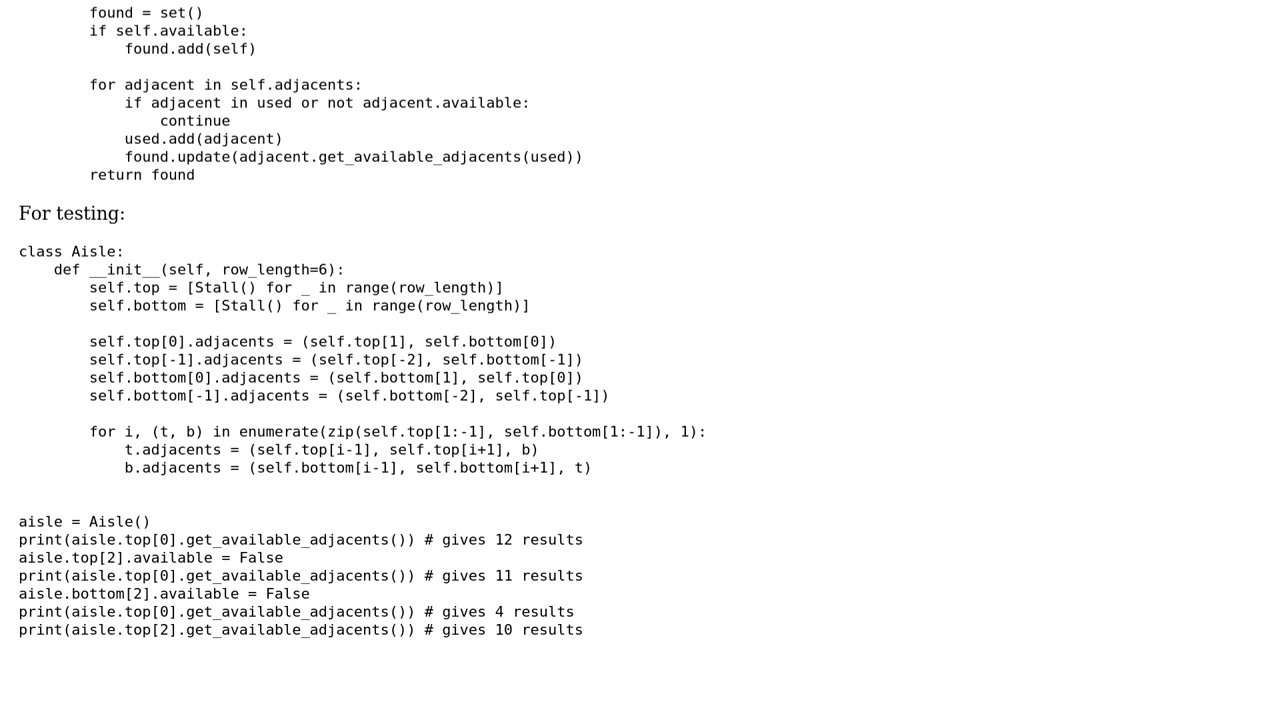 found = set()
        if self.available:
            found.add(self)

        for adjacent in self.adjacents:
            if adjacent in used or not adjacent.available:
                continue
            used.add(adjacent)
            found.update(adjacent.get_available_adjacents(used))
        return found

For testing:

class Aisle:
    def __init__(self, row_length=6):
        self.top = [Stall() for _ in range(row_length)]
        self.bottom = [Stall() for _ in range(row_length)]

        self.top[0].adjacents = (self.top[1], self.bottom[0])
        self.top[-1].adjacents = (self.top[-2], self.bottom[-1])
        self.bottom[0].adjacents = (self.bottom[1], self.top[0])
        self.bottom[-1].adjacents = (self.bottom[-2], self.top[-1])

        for i, (t, b) in enumerate(zip(self.top[1:-1], self.bottom[1:-1]), 1):
            t.adjacents = (self.top[i-1], self.top[i+1], b)
            b.adjacents = (self.bottom[i-1], self.bottom[i+1], t)


aisle = Aisle()
print(aisle.top[0].get_available_adjacents()) # gives 12 results
aisle.top[2].available = False
print(aisle.top[0].get_available_adjacents()) # gives 11 results
aisle.bottom[2].available = False
print(aisle.top[0].get_available_adjacents()) # gives 4 results
print(aisle.top[2].get_available_adjacents()) # gives 10 results